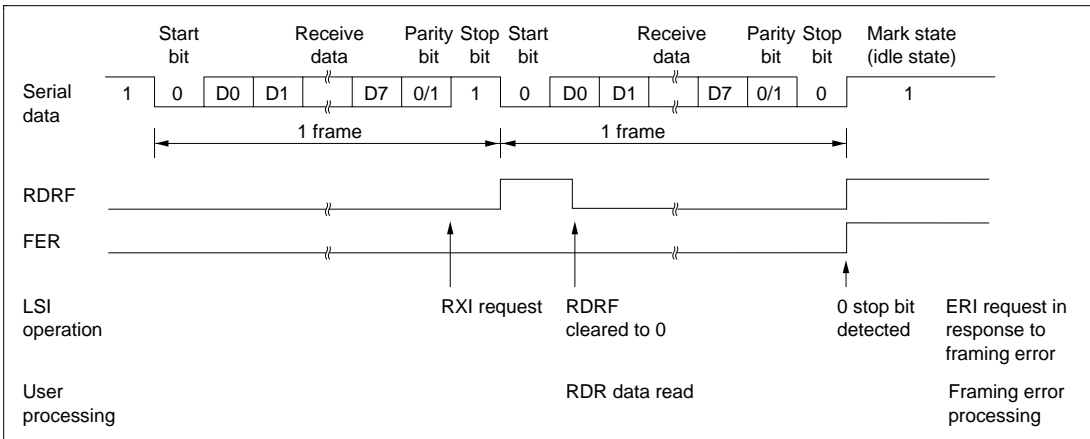 Start bit Receive data Parity bit Stop bit Start bit Receive data Parity bit Stop bit Mark state (idle state)
Serial data 1 0 D0 D1 D7 0/1 1 0 D0 D1 D7 0/1 0 1
1 frame 1 frame
RDRF
FER
LSI operation RXI request RDRF cleared to 0 0 stop bit detected ERI request in response to framing error
User processing RDR data read Framing error processing